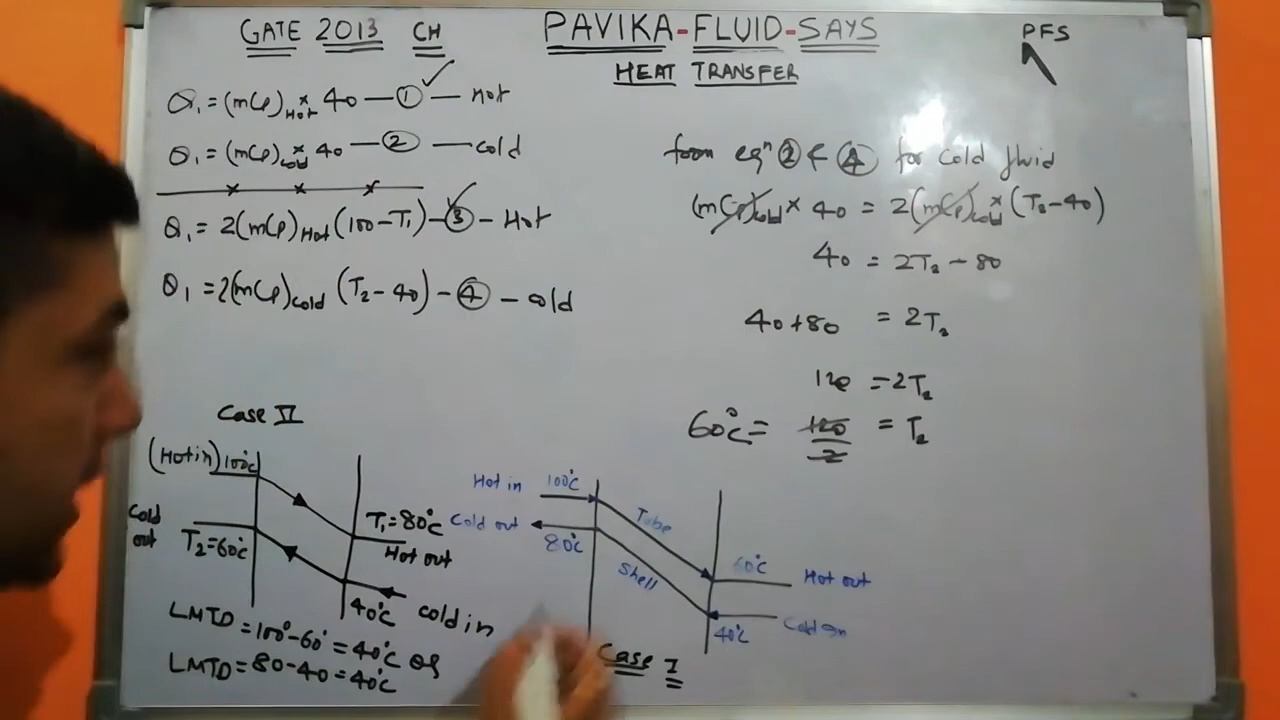 GATE 2013 CH
PAVIKA-FLUID-SAYS
PFS
HEAT TRANSFER
Q₁ = (mCp)Hot × 40 — ① — Hot
Q₁ = (mCp)cold × 40 — ② — cold
Q₁ = 2(mCp)Hot (100-T₁) - ③ - Hot
Q₁ = 2(mCp)cold (T₂-40) - ④ - cold
from eqⁿ ② & ④ for cold fluid
(mCp)cold × 40 = 2(mCp)cold × (T₂-40)
40 = 2T₂ - 80
40+80 = 2T₂
120 = 2T₂
60°C = 120/2 = T₂
Case II
(Hot in) 100°C
Cold out
T₂=60°C
T₁=80°C
Hot out
40°C
cold in
LMTD = 100°-60° = 40°C or
LMTD = 80-40 = 40°C
Hot in 100°C
Cold out
80°C
Tube
Shell
60°C
Hot out
Cold In
40°C
Case I